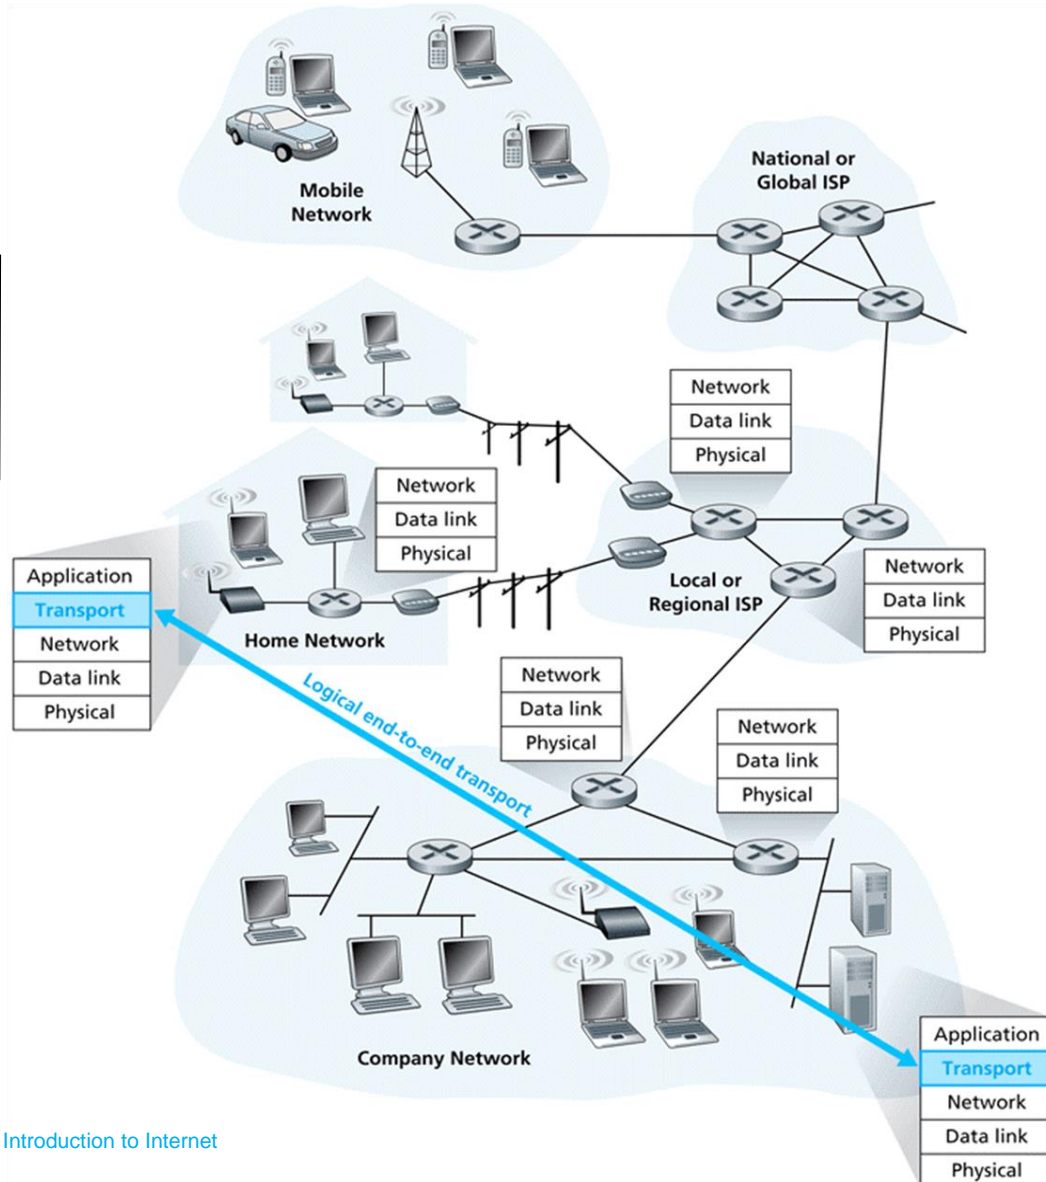 Mobile
Network
National or
Global ISP
Network
Data link
Physical
Network
Data link
Physical
Local or
Regional ISP
Network
Data link
Physical
Application
Transport
Network
Data link
Physical
Home Network
Logical end-to-end transport
Network
Data link
Physical
Network
Data link
Physical
Company Network
Application
Transport
Network
Data link
Physical
Introduction to Internet